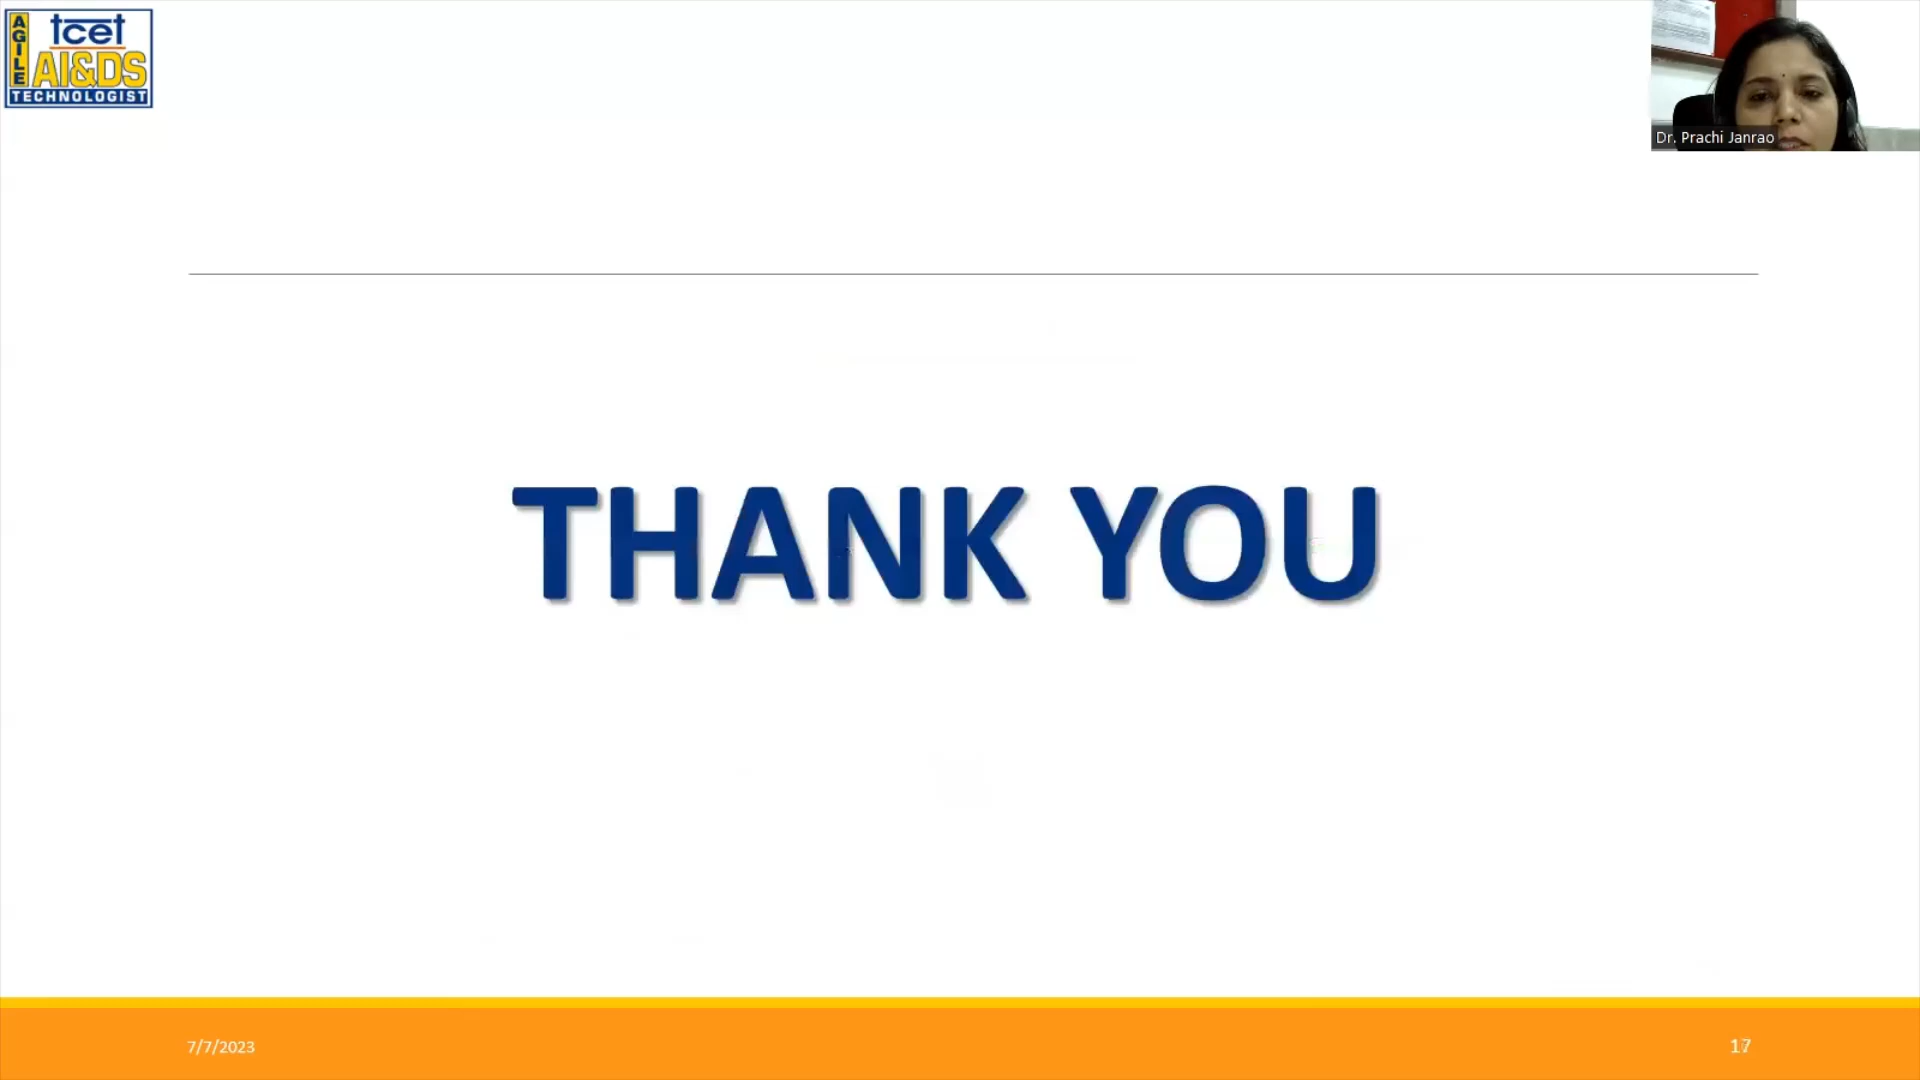 AGILE
tcet
AI&DS
TECHNOLOGIST
Dr. Prachi Janrao
THANK YOU
7/7/2023
17